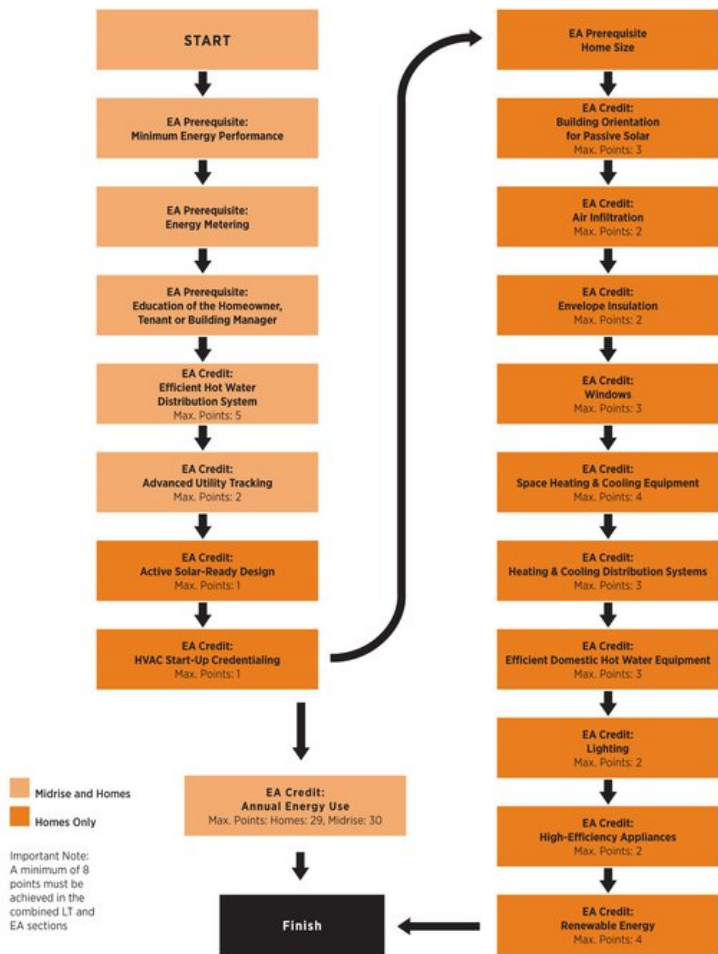 START
EA Prerequisite:
Minimum Energy Performance
EA Prerequisite:
Energy Metering
EA Prerequisite:
Education of the Homeowner,
Tenant or Building Manager
EA Credit:
Efficient Hot Water
Distribution System
Max. Points: 5
EA Credit:
Advanced Utility Tracking
Max. Points: 2
EA Credit:
Active Solar-Ready Design
Max. Points: 1
EA Credit:
HVAC Start-Up Credentialing
Max. Points: 1
EA Credit:
Annual Energy Use
Max. Points: Homes: 29, Midrise: 30
Finish
EA Prerequisite
Home Size
EA Credit:
Building Orientation
for Passive Solar
Max. Points: 3
EA Credit:
Air Infiltration
Max. Points: 2
EA Credit:
Envelope Insulation
Max. Points: 2
EA Credit:
Windows
Max. Points: 3
EA Credit:
Space Heating & Cooling Equipment
Max. Points: 4
EA Credit:
Heating & Cooling Distribution Systems
Max. Points: 3
EA Credit:
Efficient Domestic Hot Water Equipment
Max. Points: 3
EA Credit:
Lighting
Max. Points: 2
EA Credit:
High-Efficiency Appliances
Max. Points: 2
EA Credit:
Renewable Energy
Max. Points: 4
Midrise and Homes
Homes Only
Important Note:
A minimum of 8
points must be
achieved in the
combined LT and
EA sections